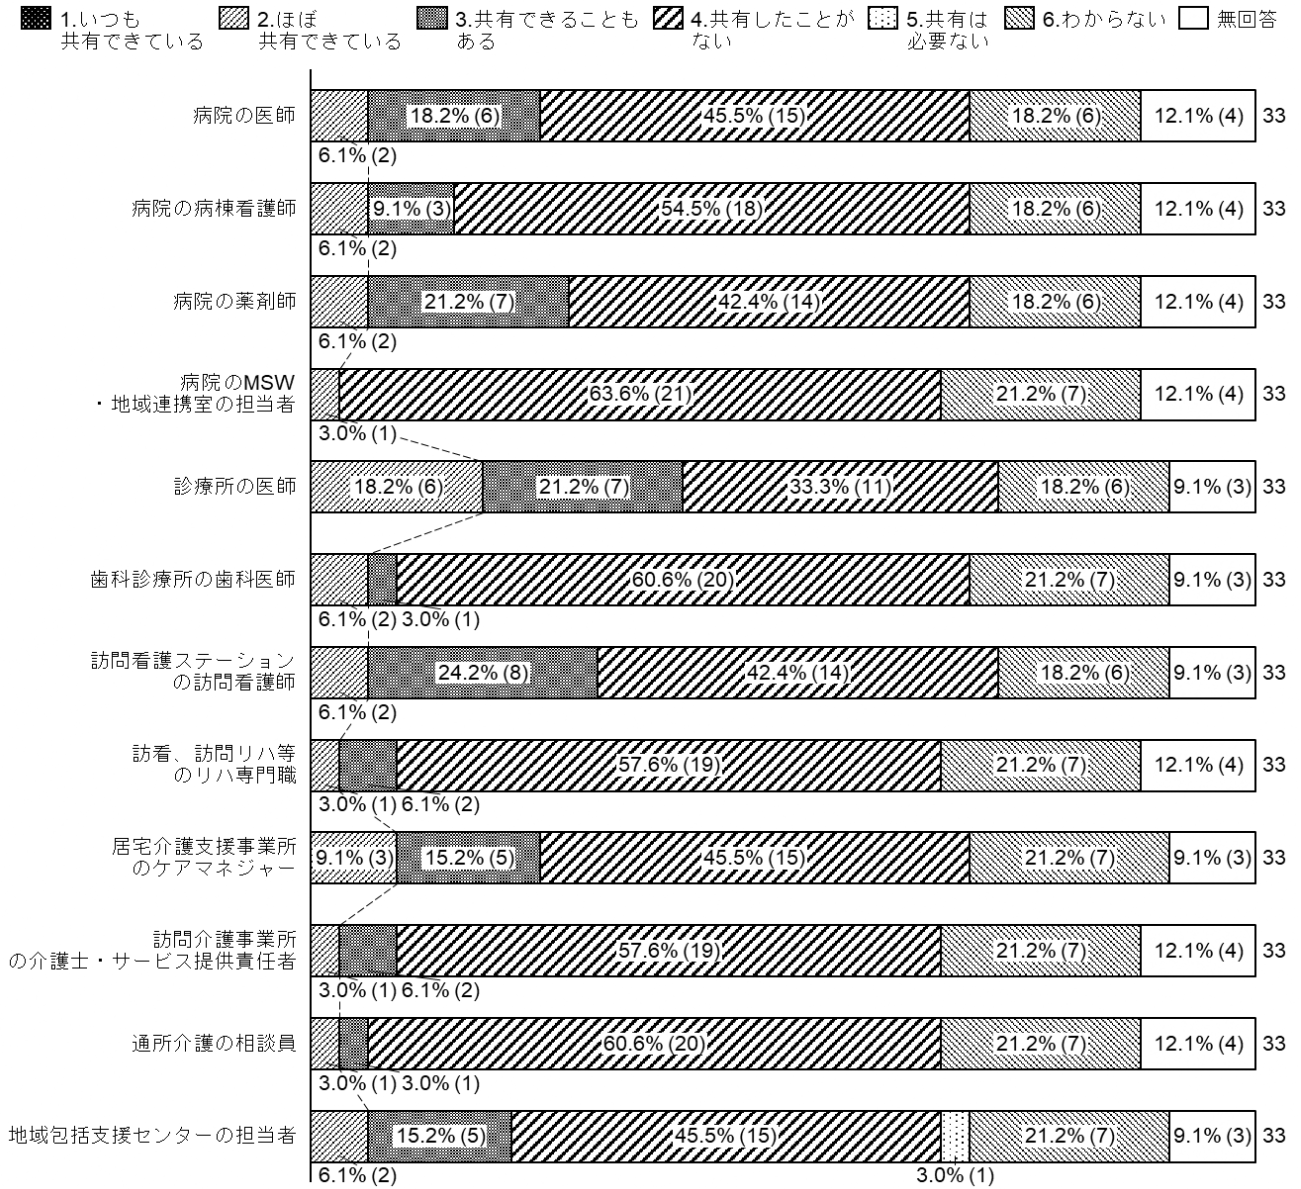 1.いつも
共有できている
2.ほぼ
共有できている
3.共有できることも
ある
4.共有したことが
ない
5.共有は
必要ない
6.わからない
無回答
病院の医師
18.2% (6) 45.5% (15) 18.2% (6) 12.1% (4) 33
6.1% (2)
病院の病棟看護師
9.1% (3) 54.5% (18) 18.2% (6) 12.1% (4) 33
6.1% (2)
病院の薬剤師
21.2% (7) 42.4% (14) 18.2% (6) 12.1% (4) 33
6.1% (2)
病院のMSW
・地域連携室の担当者
63.6% (21) 21.2% (7) 12.1% (4) 33
3.0% (1)
診療所の医師
18.2% (6) 21.2% (7) 33.3% (11) 18.2% (6) 9.1% (3) 33
歯科診療所の歯科医師
60.6% (20) 21.2% (7) 9.1% (3) 33
6.1% (2) 3.0% (1)
訪問看護ステーション
の訪問看護師
24.2% (8) 42.4% (14) 18.2% (6) 9.1% (3) 33
6.1% (2)
訪看、訪問リハ等
のリハ専門職
57.6% (19) 21.2% (7) 12.1% (4) 33
3.0% (1) 6.1% (2)
居宅介護支援事業所
のケアマネジャー
9.1% (3) 15.2% (5) 45.5% (15) 21.2% (7) 9.1% (3) 33
訪問介護事業所
の介護士・サービス提供責任者
57.6% (19) 21.2% (7) 12.1% (4) 33
3.0% (1) 6.1% (2)
通所介護の相談員
60.6% (20) 21.2% (7) 12.1% (4) 33
3.0% (1) 3.0% (1)
地域包括支援センターの担当者
15.2% (5) 45.5% (15) 21.2% (7) 9.1% (3) 33
6.1% (2) 3.0% (1)